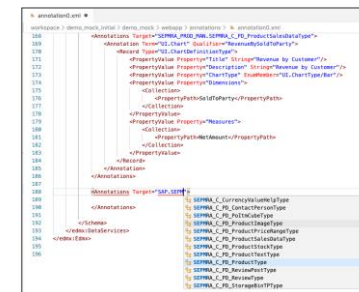 annotation0.xml
workspace > demo_mock_initial > demo_mock > webapp > annotations > annotation0.xml
168 <Annotations Target="SEPMRA_PROD_MAN.SEPMRA_C_PD_ProductSalesDataType">
169 <Annotation Term="UI.Chart" Qualifier="RevenueBySoldToParty">
170 <Record Type="UI.ChartDefinitionType">
171 <PropertyValue Property="Title" String="Revenue by Customer"/>
172 <PropertyValue Property="Description" String="Revenue by Customer"/>
173 <PropertyValue Property="ChartType" EnumMember="UI.ChartType/Bar"/>
174 <PropertyValue Property="Dimensions">
175 <Collection>
176 <PropertyPath>SoldToParty</PropertyPath>
177 </Collection>
178 </PropertyValue>
179 <PropertyValue Property="Measures">
180 <Collection>
181 <PropertyPath>NetAmount</PropertyPath>
182 </Collection>
183 </PropertyValue>
184 </Record>
185 </Annotation>
186 </Annotations>
187
188 <Annotations Target="SAP.SEPM">
189 SEPMRA_C_CurrencyValueHelpType
190 </Annotations> SEPMRA_C_PD_ContactPersonType
191 SEPMRA_C_PD_PoItmCubeType
192 </Schema> SEPMRA_C_PD_ProductImageType
193 </edmx:DataServices> SEPMRA_C_PD_ProductPriceRangeType
194 </edmx:Edmx> SEPMRA_C_PD_ProductSalesDataType
195 SEPMRA_C_PD_ProductStockType
196 SEPMRA_C_PD_ProductTextType
SEPMRA_C_PD_ProductType
SEPMRA_C_PD_ReviewPostType
SEPMRA_C_PD_ReviewType
SEPMRA_C_PD_StorageBinTPType